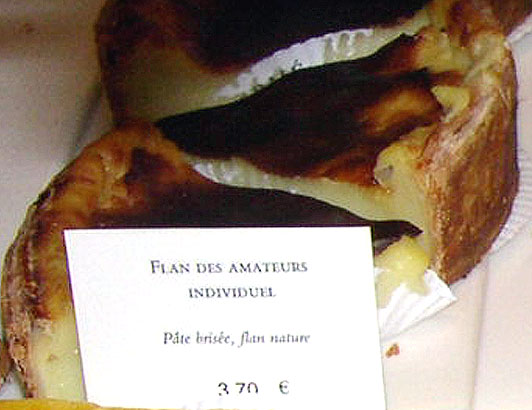 FLAN DES AMATEURS
INDIVIDUEL
Pâte brisée, flan nature
3,70 €